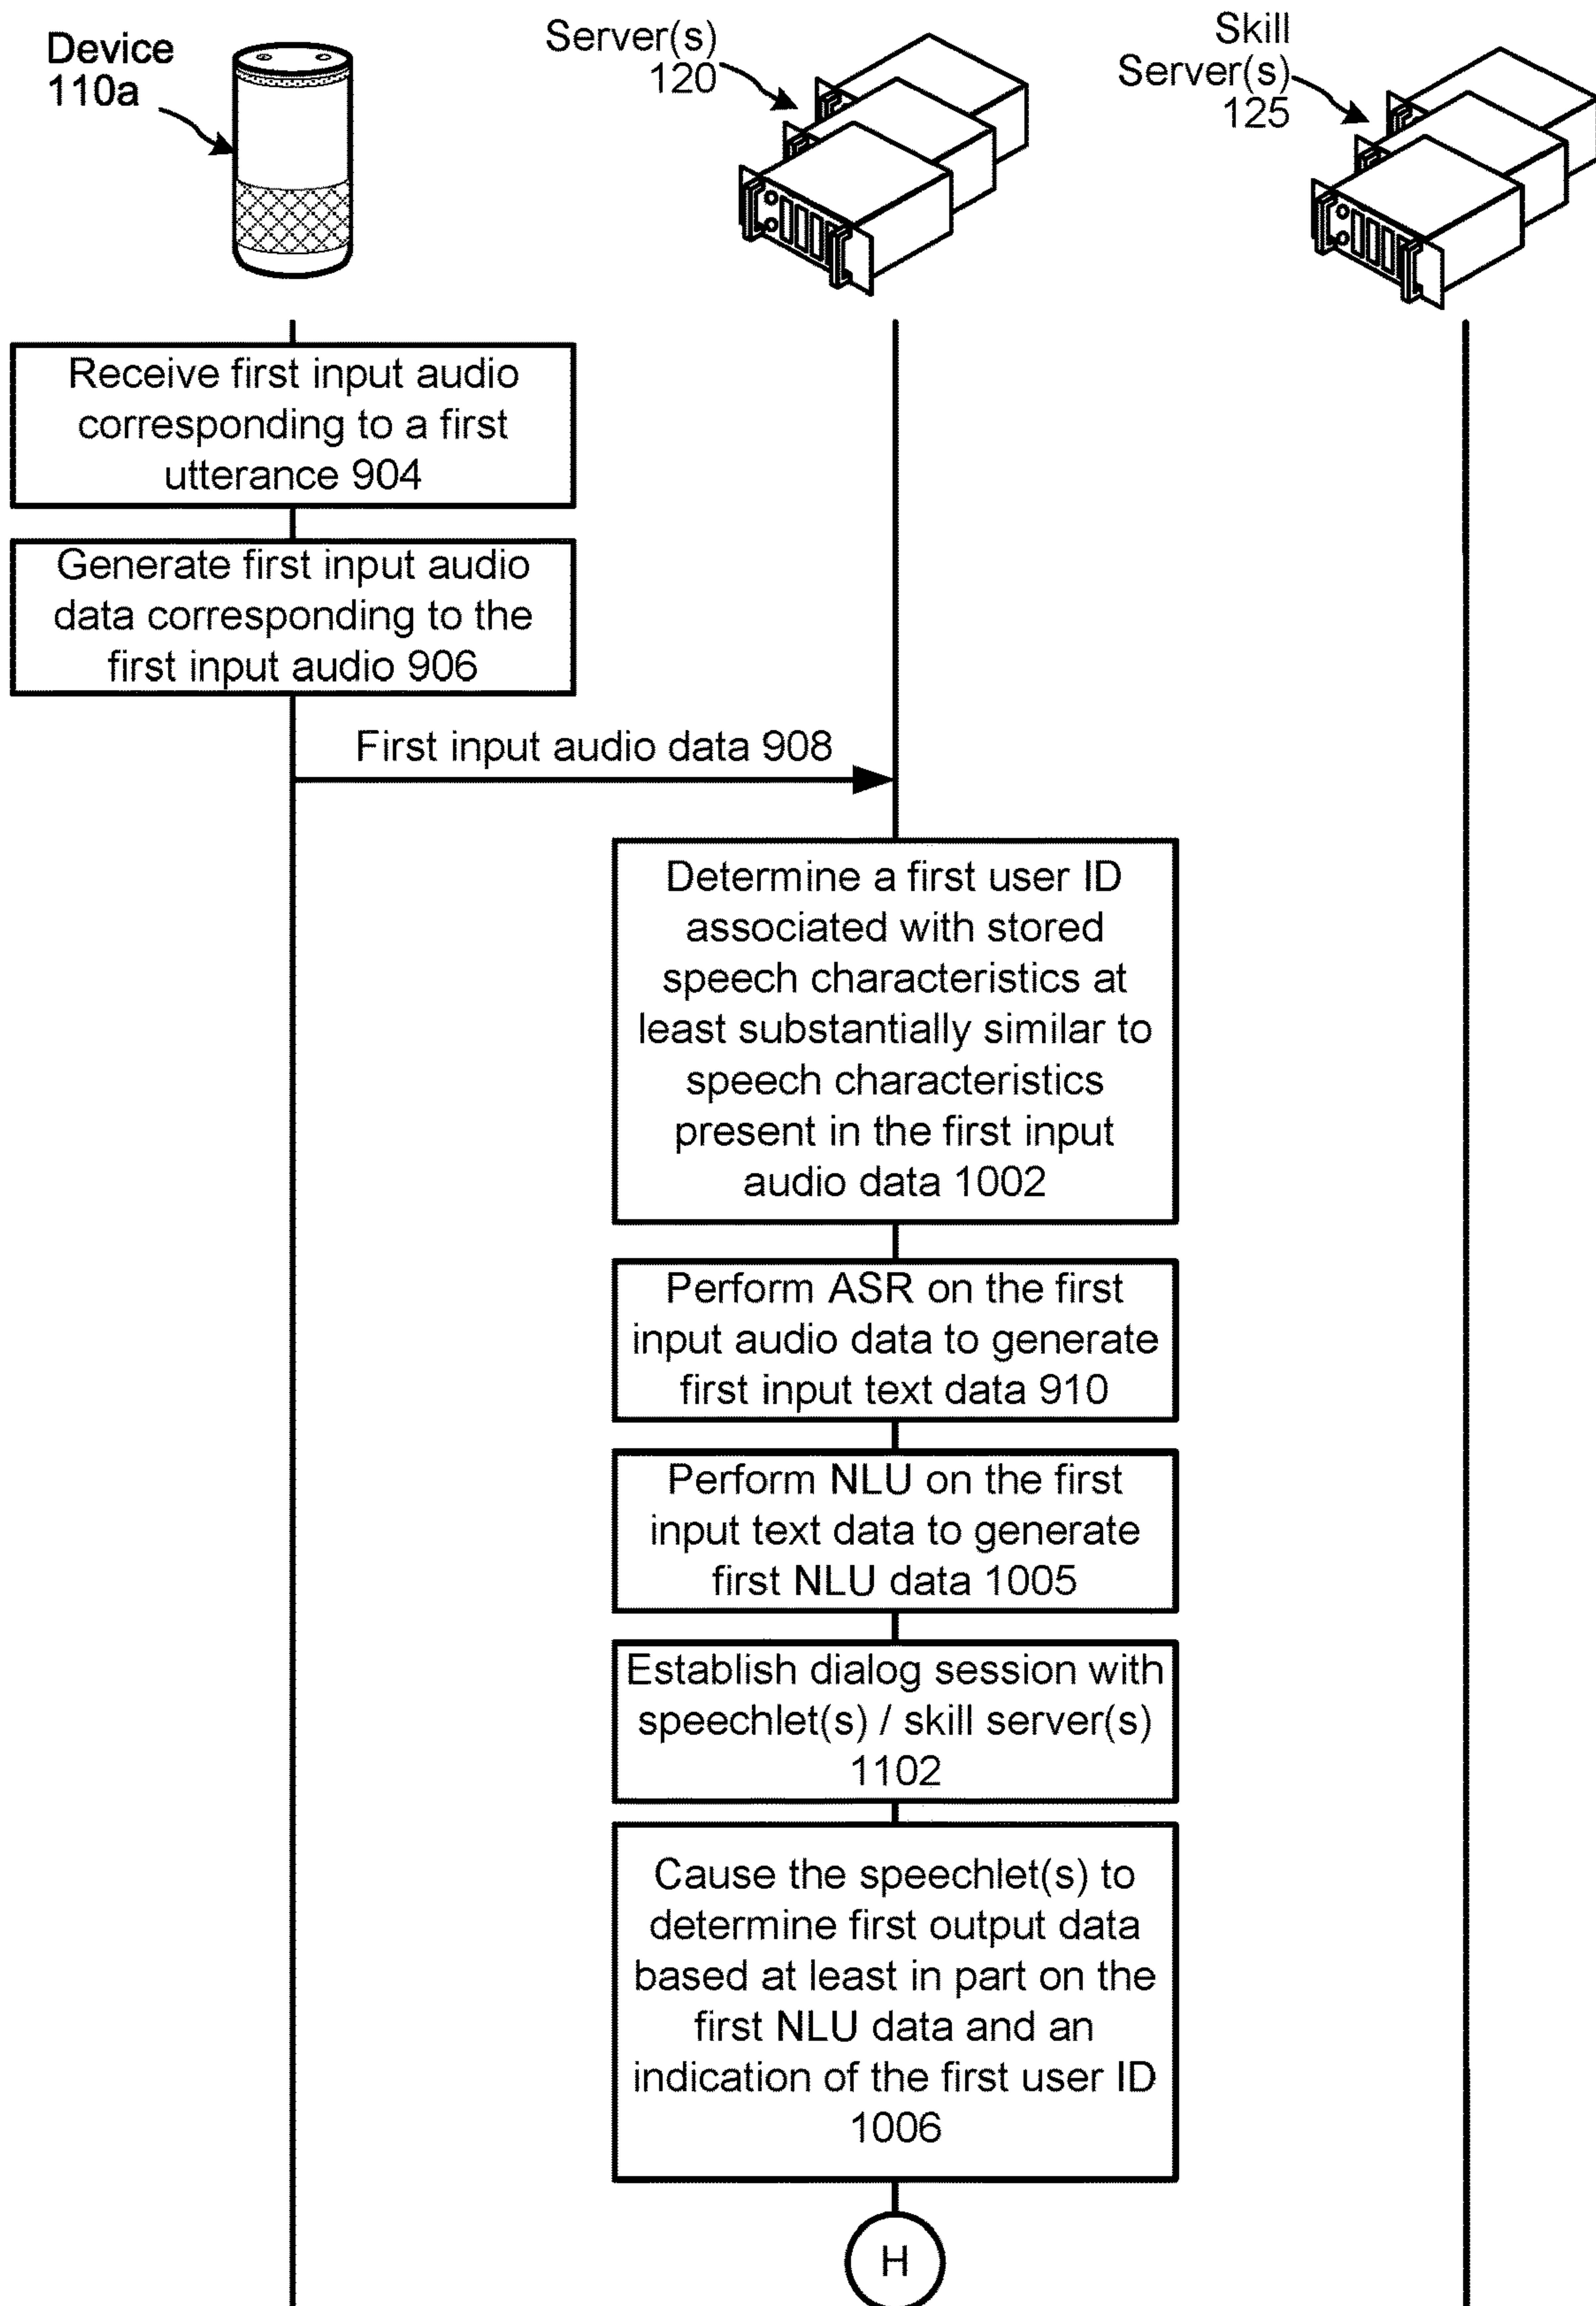 Device
110a
Server(s)
120
Skill
Server(s)
125
Receive first input audio
corresponding to a first
utterance 904
Generate first input audio
data corresponding to the
first input audio 906
First input audio data 908
Determine a first user ID
associated with stored
speech characteristics at
least substantially similar to
speech characteristics
present in the first input
audio data 1002
Perform ASR on the first
input audio data to generate
first input text data 910
Perform NLU on the first
input text data to generate
first NLU data 1005
Establish dialog session with
speechlet(s) / skill server(s)
1102
Cause the speechlet(s) to
determine first output data
based at least in part on the
first NLU data and an
indication of the first user ID
1006
H